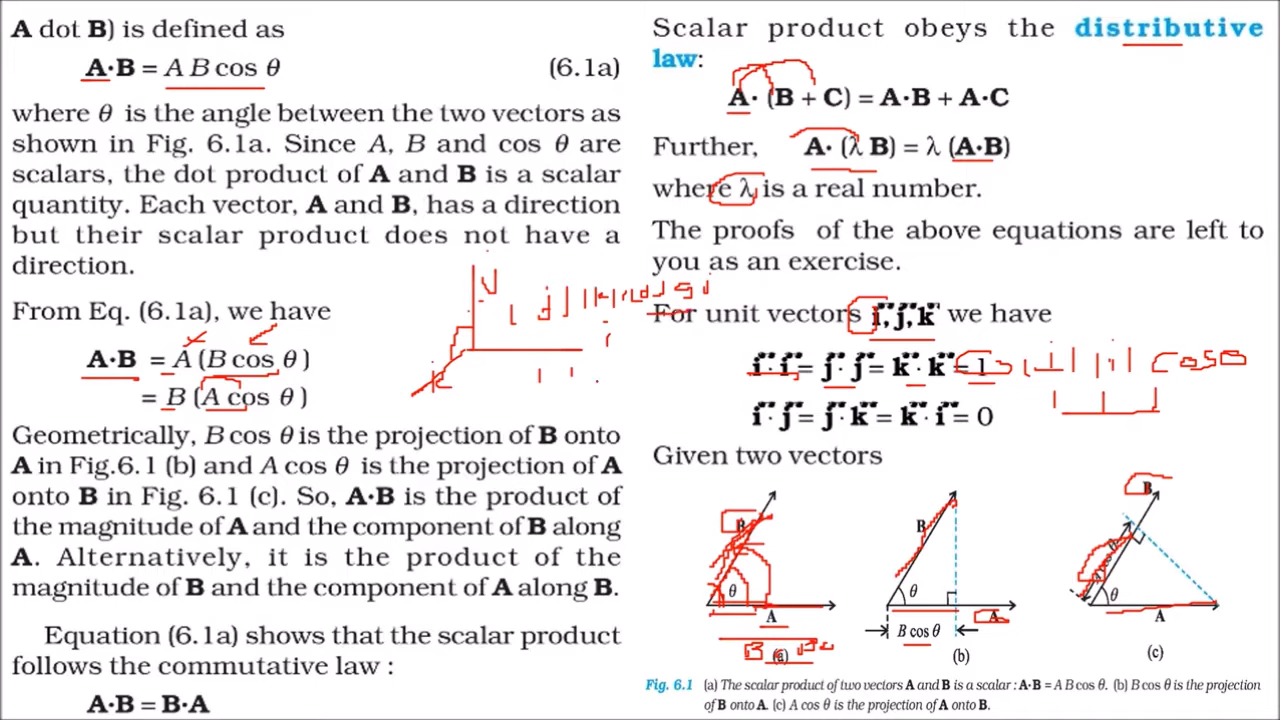 A dot B) is defined as
A·B = A B cos θ (6.1a)
where θ is the angle between the two vectors as
shown in Fig. 6.1a. Since A, B and cos θ are
scalars, the dot product of A and B is a scalar
quantity. Each vector, A and B, has a direction
but their scalar product does not have a
direction.
From Eq. (6.1a), we have
A·B = A (B cos θ )
= B (A cos θ )
Geometrically, B cos θ is the projection of B onto
A in Fig.6.1 (b) and A cos θ is the projection of A
onto B in Fig. 6.1 (c). So, A·B is the product of
the magnitude of A and the component of B along
A. Alternatively, it is the product of the
magnitude of B and the component of A along B.
Equation (6.1a) shows that the scalar product
follows the commutative law :
A·B = B·A
Scalar product obeys the distributive
law:
A· (B + C) = A·B + A·C
Further, A· (λ B) = λ (A·B)
where λ is a real number.
The proofs of the above equations are left to
you as an exercise.
For unit vectors i, j, k we have
i · i = j · j = k · k = 1
cos θ
i · j = j · k = k · i = 0
Given two vectors
B
θ
A
(a)
B
θ
A
B cos θ
(b)
B
θ
A
(c)
Fig. 6.1 (a) The scalar product of two vectors A and B is a scalar : A·B = A B cos θ. (b) B cos θ is the projection
of B onto A. (c) A cos θ is the projection of A onto B.